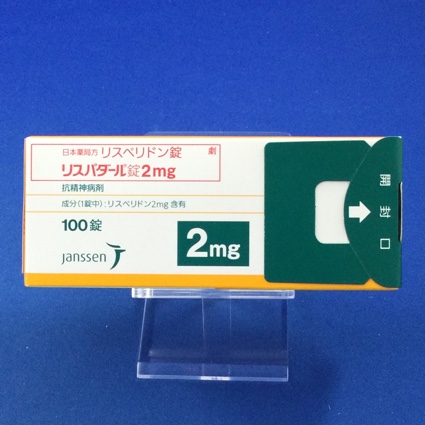 日本薬局方 リスペリドン錠 劇
リスパダール錠2mg
抗精神病剤
成分(1錠中):リスペリドン2mg含有
100錠
2mg
janssen
開封口